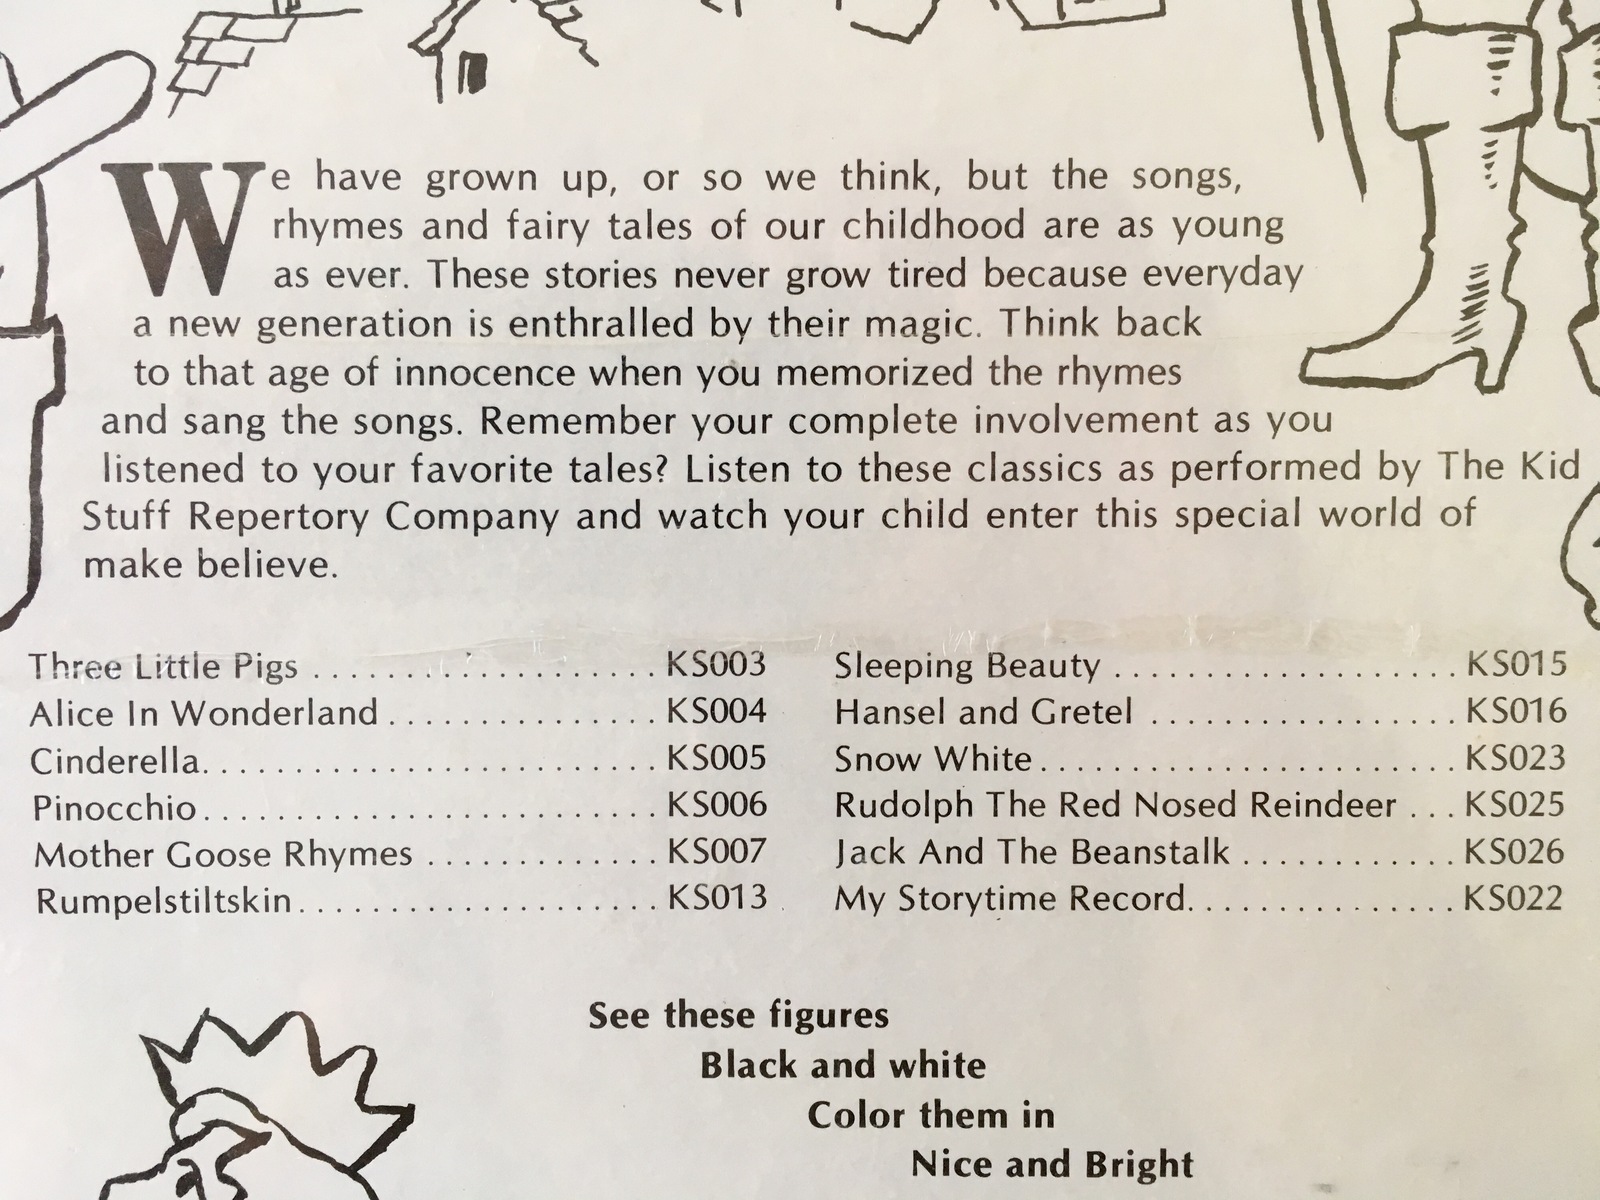 We have grown up, or so we think, but the songs,
rhymes and fairy tales of our childhood are as young
as ever. These stories never grow tired because everyday
a new generation is enthralled by their magic. Think back
to that age of innocence when you memorized the rhymes
and sang the songs. Remember your complete involvement as you
listened to your favorite tales? Listen to these classics as performed by The Kid
Stuff Repertory Company and watch your child enter this special world of
make believe.
Three Little Pigs . . . . . . . . . . . . . . . . . . . KS003
Alice In Wonderland . . . . . . . . . . . . . . . KS004
Cinderella. . . . . . . . . . . . . . . . . . . . . . . . . KS005
Pinocchio . . . . . . . . . . . . . . . . . . . . . . . . . KS006
Mother Goose Rhymes . . . . . . . . . . . . . KS007
Rumpelstiltskin . . . . . . . . . . . . . . . . . . . . KS013
Sleeping Beauty . . . . . . . . . . . . . . . . . . . KS015
Hansel and Gretel . . . . . . . . . . . . . . . . . KS016
Snow White . . . . . . . . . . . . . . . . . . . . . . . KS023
Rudolph The Red Nosed Reindeer . . . KS025
Jack And The Beanstalk . . . . . . . . . . . . KS026
My Storytime Record. . . . . . . . . . . . . . . KS022
See these figures
Black and white
Color them in
Nice and Bright